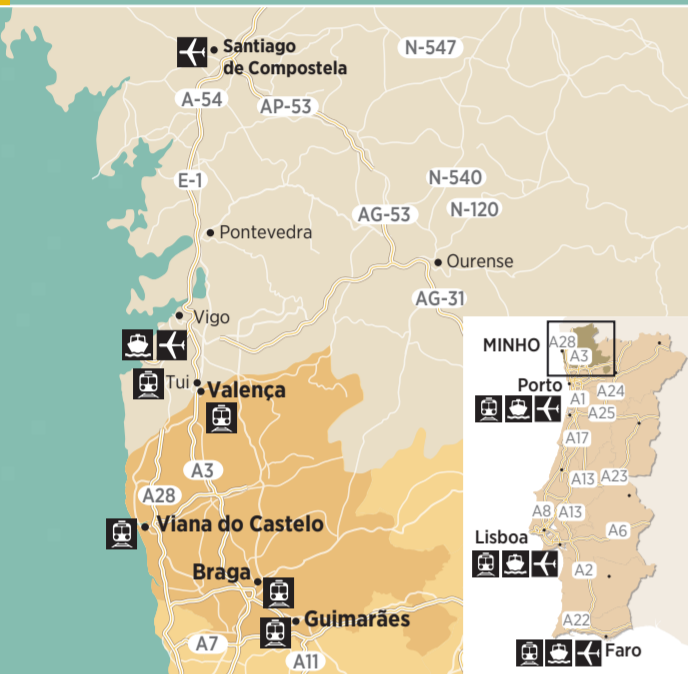 Santiago
de Compostela
N-547
A-54
AP-53
E-1
N-540
N-120
AG-53
Pontevedra
Ourense
AG-31
Vigo
Tui
Valença
A3
A28
Viana do Castelo
Braga
Guimarães
A7
A11
MINHO
A28
A3
Porto
A1
A24
A25
A17
A13
A23
A8
A13
Lisboa
A6
A2
A22
Faro